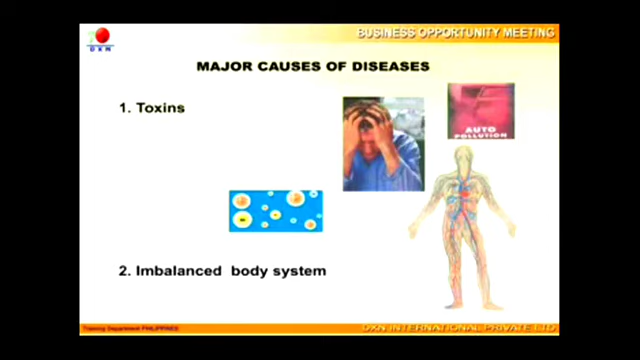 BUSINESS OPPORTUNITY MEETING
DXN
MAJOR CAUSES OF DISEASES
1. Toxins
AUTO
POLLUTION
2. Imbalanced body system
Training Department PHILIPPINES
DXN INTERNATIONAL PRIVATE LTD